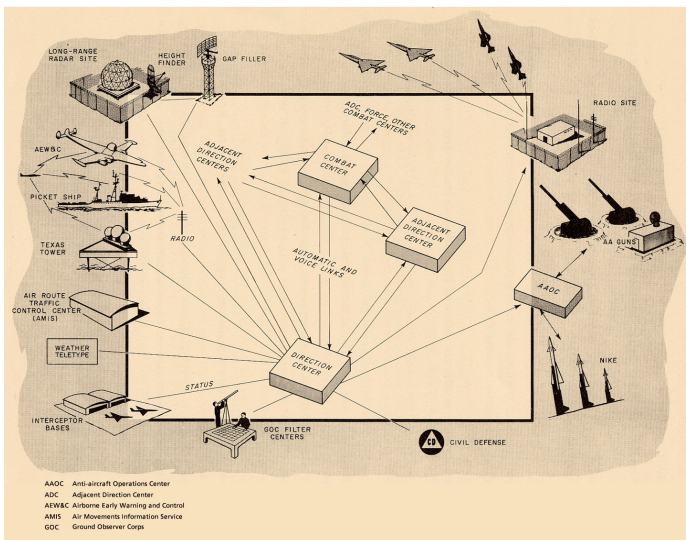 LONG-RANGE
RADAR SITE
HEIGHT
FINDER
GAP FILLER
RADIO SITE
ADC, FORCE, OTHER
COMBAT CENTERS
AEW&C
ADJACENT
DIRECTION
CENTERS
COMBAT
CENTER
PICKET SHIP
RADIO
ADJACENT
DIRECTION
CENTER
TEXAS
TOWER
AA GUNS
AUTOMATIC AND
VOICE LINKS
AAOC
AIR ROUTE
TRAFFIC
CONTROL CENTER
(AMIS)
WEATHER
TELETYPE
DIRECTION
CENTER
NIKE
STATUS
INTERCEPTOR
BASES
GOC FILTER
CENTERS
CD
CIVIL DEFENSE
AAOC Anti-aircraft Operations Center
ADC Adjacent Direction Center
AEW&C Airborne Early Warning and Control
AMIS Air Movements Information Service
GOC Ground Observer Corps